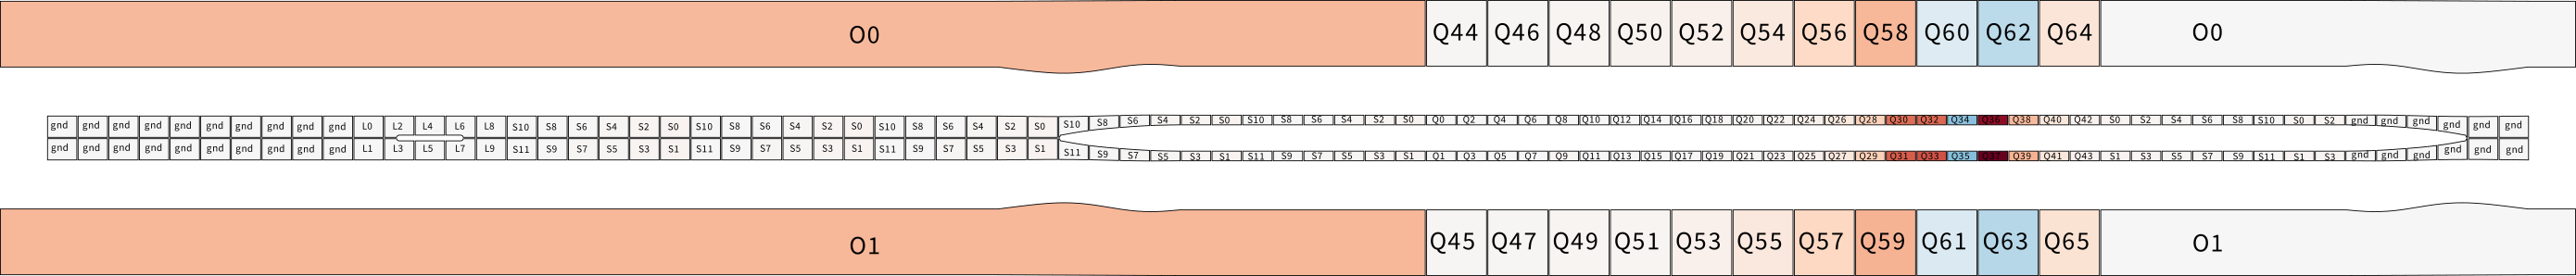 O0 Q44 Q46 Q48 Q50 Q52 Q54 Q56 Q58 Q60 Q62 Q64 O0
gnd gnd gnd gnd gnd gnd gnd gnd gnd gnd L0 L2 L4 L6 L8 S10 S8 S6 S4 S2 S0 S10 S8 S6 S4 S2 S0 S10 S8 S6 S4 S2 S0 S10 S8 S6 S4 S2 S0 S10 S8 S6 S4 S2 S0 Q0 Q2 Q4 Q6 Q8 Q10 Q12 Q14 Q16 Q18 Q20 Q22 Q24 Q26 Q28 Q30 Q32 Q34 Q36 Q38 Q40 Q42 S0 S2 S4 S6 S8 S10 S0 S2 gnd gnd gnd gnd gnd gnd
gnd gnd gnd gnd gnd gnd gnd gnd gnd gnd L1 L3 L5 L7 L9 S11 S9 S7 S5 S3 S1 S11 S9 S7 S5 S3 S1 S11 S9 S7 S5 S3 S1 S11 S9 S7 S5 S3 S1 S11 S9 S7 S5 S3 S1 Q1 Q3 Q5 Q7 Q9 Q11 Q13 Q15 Q17 Q19 Q21 Q23 Q25 Q27 Q29 Q31 Q33 Q35 Q37 Q39 Q41 Q43 S1 S3 S5 S7 S9 S11 S1 S3 gnd gnd gnd gnd gnd gnd
O1 Q45 Q47 Q49 Q51 Q53 Q55 Q57 Q59 Q61 Q63 Q65 O1